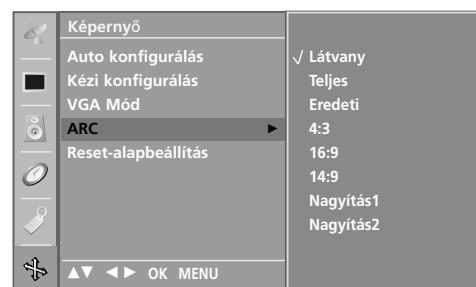 Képernyő
Auto konfigurálás
Kézi konfigurálás
VGA Mód
ARC ►
Reset-alapbeállítás
▲▼ ◄► OK MENU
√ Látvany
Teljes
Eredeti
4:3
16:9
14:9
Nagyítás1
Nagyítás2